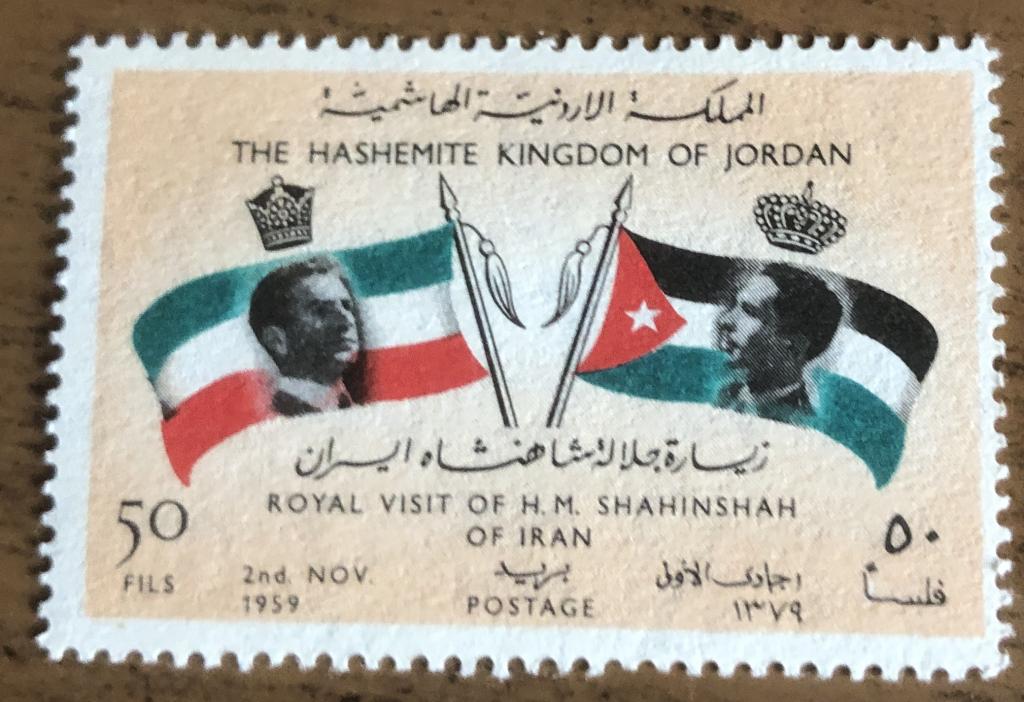 المملكة الاردنية الهاشمية
THE HASHEMITE KINGDOM OF JORDAN
زيارة جلالة شاهنشاه ايران
ROYAL VISIT OF H.M. SHAHINSHAH
OF IRAN
50
FILS
2nd. NOV.
1959
بريد
POSTAGE
١جمادى الاولى
١٣٧٩
٥٠
فلساً